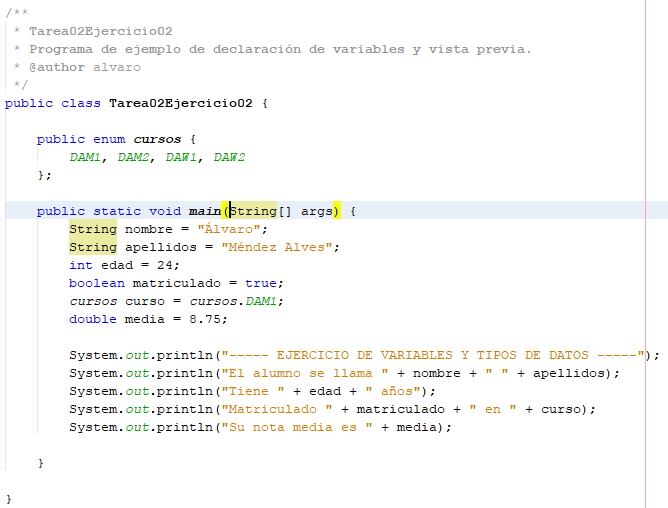 /**
 * Tarea02Ejercicio02
 * Programa de ejemplo de declaración de variables y vista previa.
 * @author alvaro
 */
public class Tarea02Ejercicio02 {

    public enum cursos {
        DAM1, DAM2, DAW1, DAW2
    };

    public static void main(String[] args) {
        String nombre = "Álvaro";
        String apellidos = "Méndez Alves";
        int edad = 24;
        boolean matriculado = true;
        cursos curso = cursos.DAM1;
        double media = 8.75;

        System.out.println("----- EJERCICIO DE VARIABLES Y TIPOS DE DATOS -----");
        System.out.println("El alumno se llama " + nombre + " " + apellidos);
        System.out.println("Tiene " + edad + " años");
        System.out.println("Matriculado " + matriculado + " en " + curso);
        System.out.println("Su nota media es " + media);

    }

}